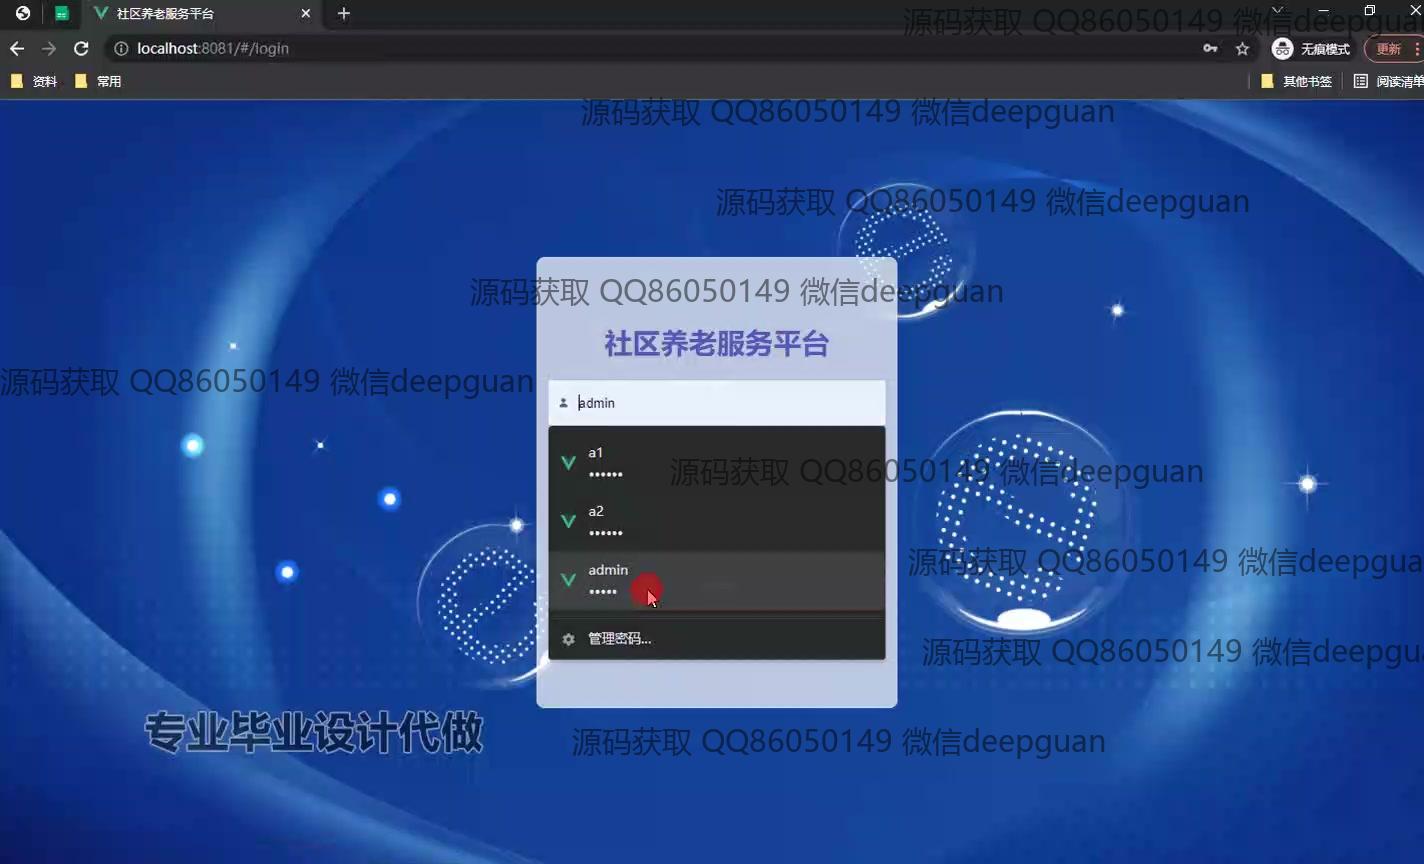 社区养老服务平台
源码获取 QQ86050149 微信deepguan
localhost:8081/#/login
无痕模式
更新
资料
常用
其他书签
阅读清单
源码获取 QQ86050149 微信deepguan
源码获取 QQ86050149 微信deepguan
源码获取 QQ86050149 微信deepguan
社区养老服务平台
源码获取 QQ86050149 微信deepguan
admin
a1
••••••
源码获取 QQ86050149 微信deepguan
a2
••••••
源码获取 QQ86050149 微信deepgua
admin
•••••
管理密码...
源码获取 QQ86050149 微信deepgu
专业毕业设计代做
源码获取 QQ86050149 微信deepguan